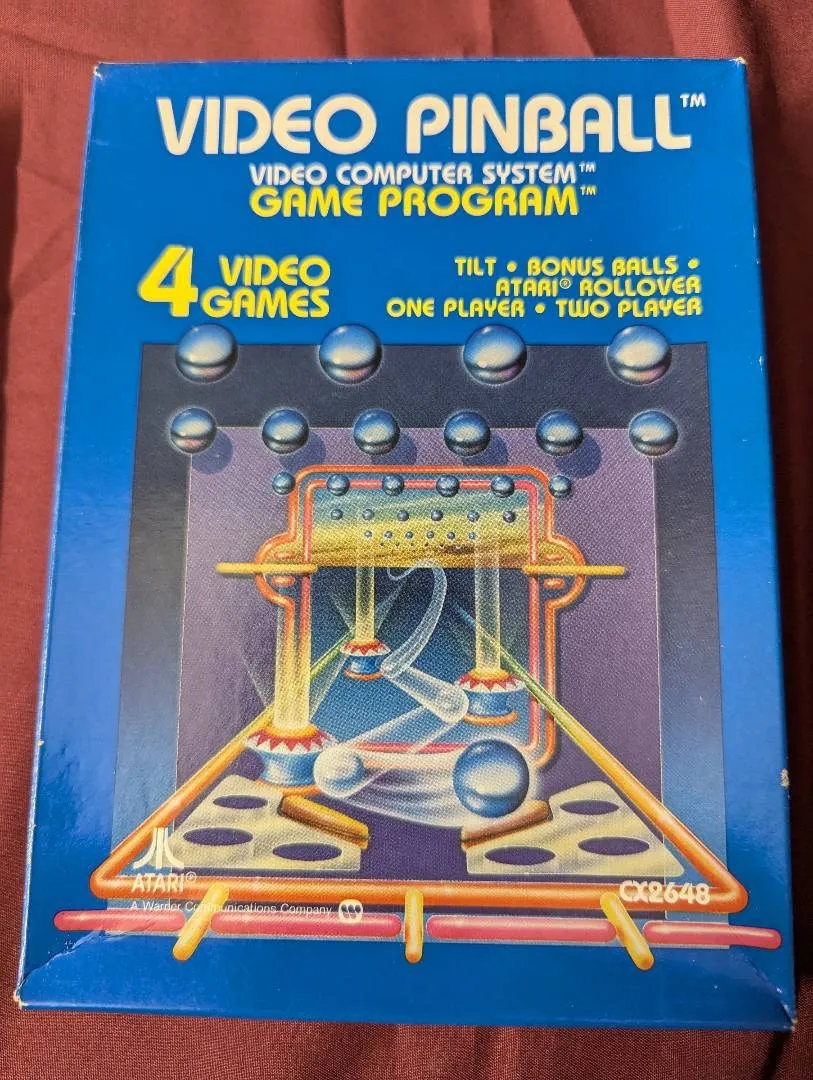 VIDEO PINBALL™
VIDEO COMPUTER SYSTEM™
GAME PROGRAM™
4 VIDEO
GAMES
TILT • BONUS BALLS •
ATARI® ROLLOVER
ONE PLAYER • TWO PLAYER
ATARI®
A Warner Communications Company
CX2648